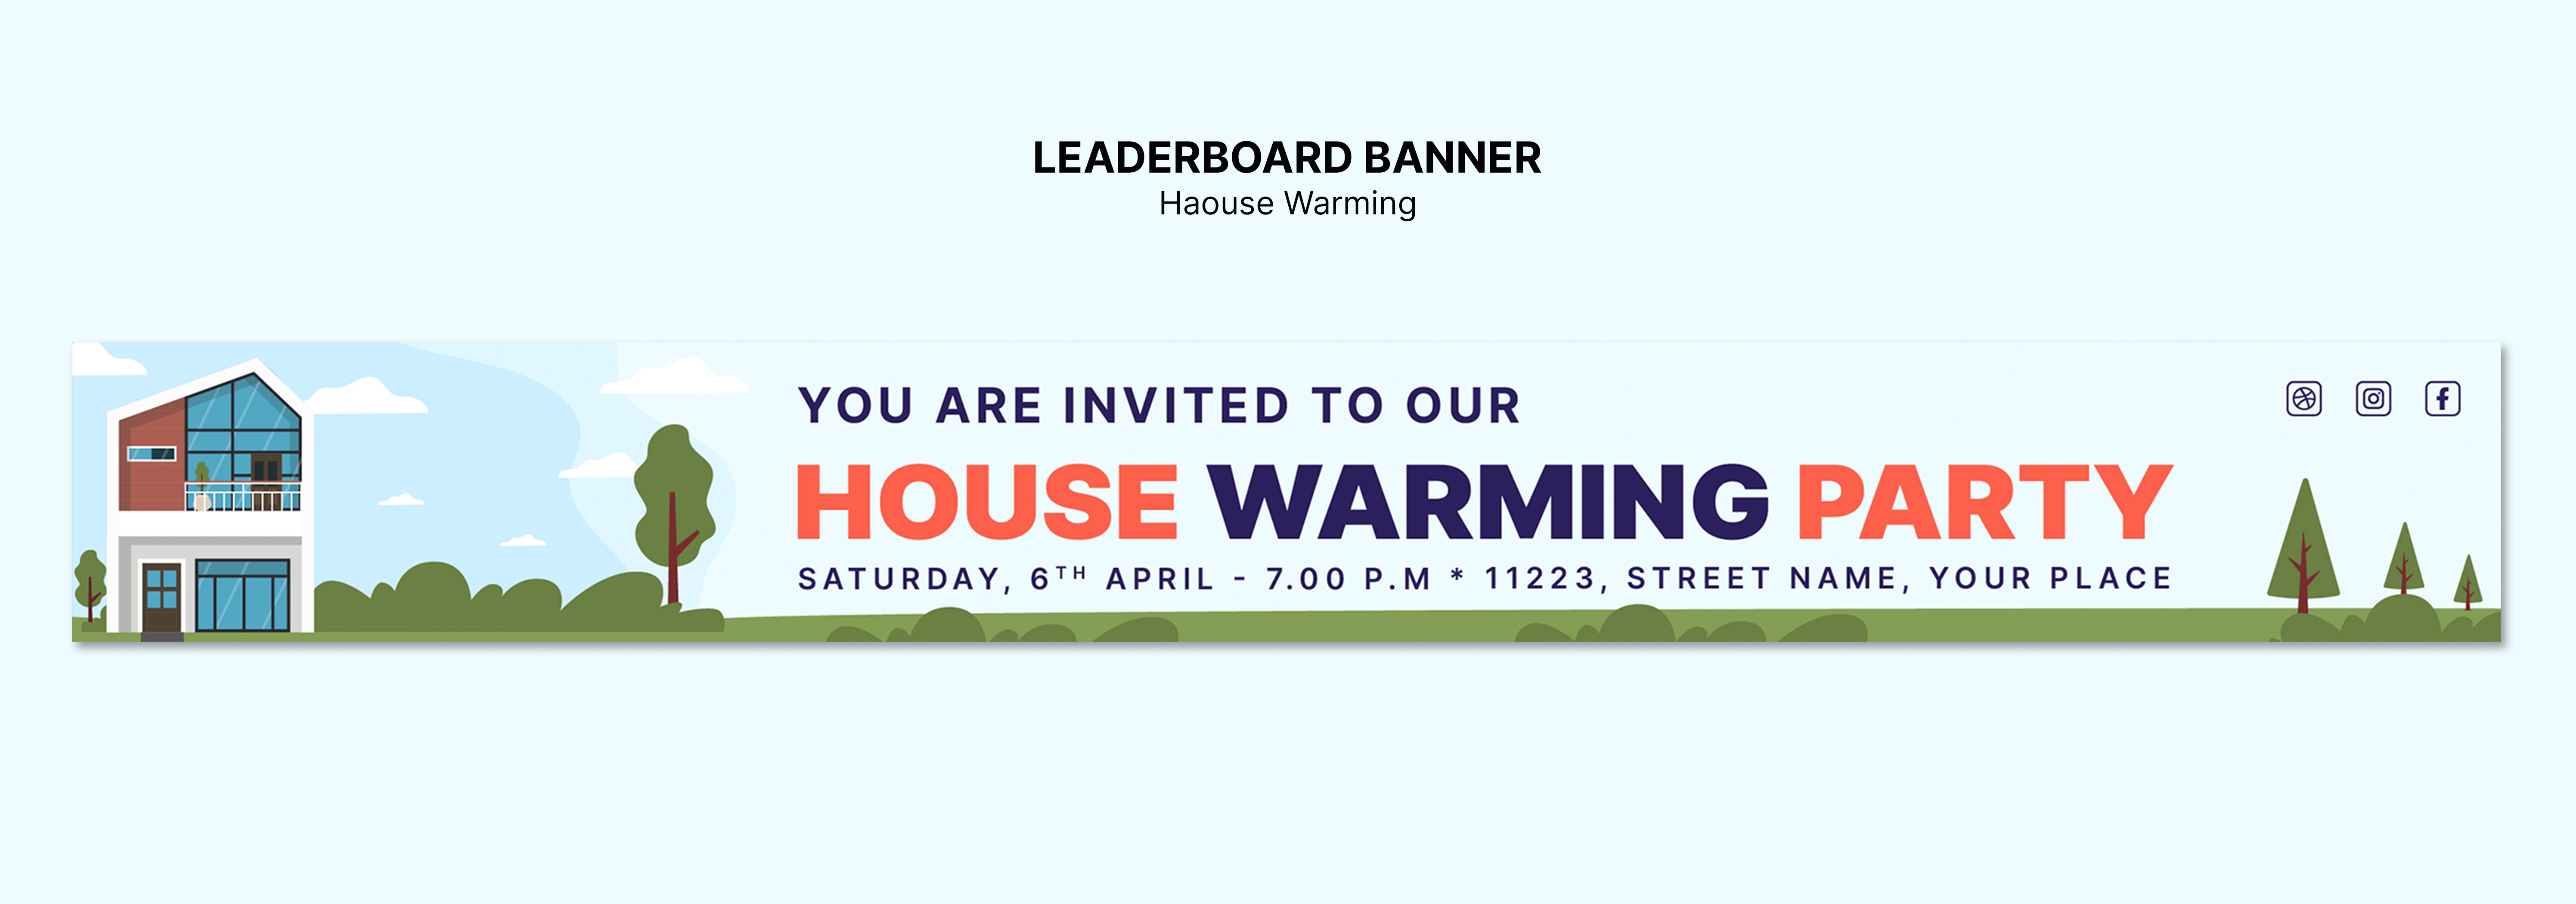 LEADERBOARD BANNER
Haouse Warming
YOU ARE INVITED TO OUR
HOUSE WARMING PARTY
SATURDAY, 6TH APRIL - 7.00 P.M * 11223, STREET NAME, YOUR PLACE